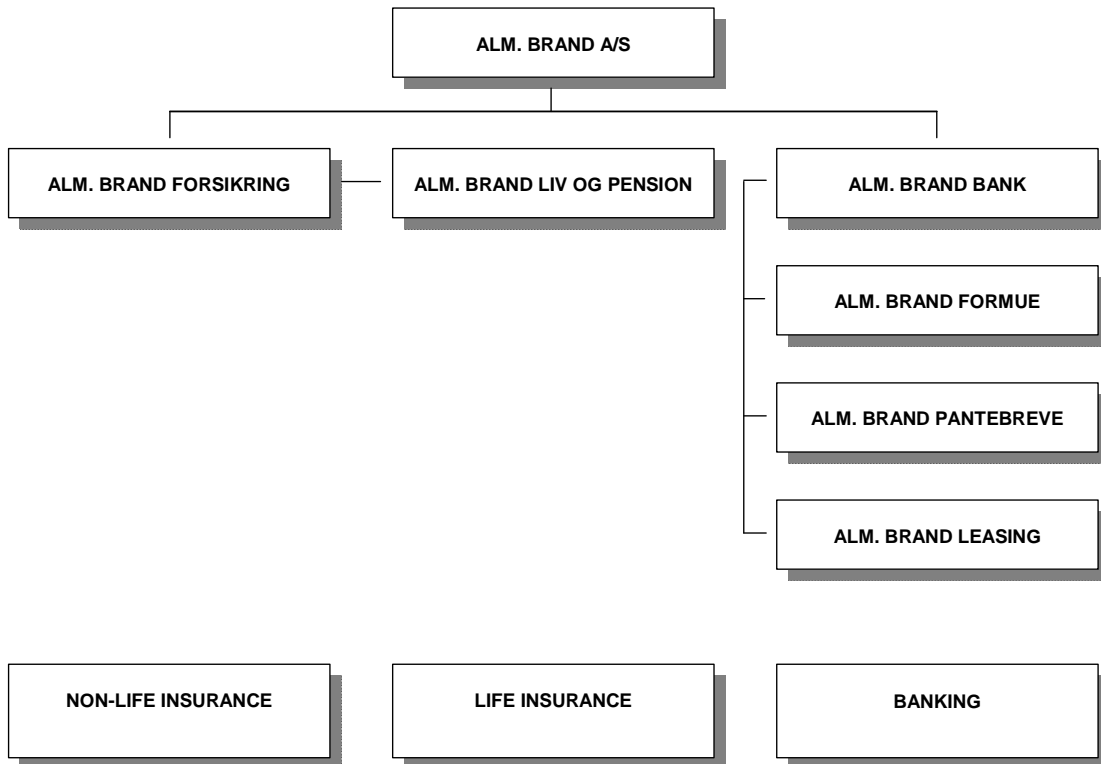 ALM. BRAND A/S
ALM. BRAND FORSIKRING
ALM. BRAND LIV OG PENSION
ALM. BRAND BANK
ALM. BRAND FORMUE
ALM. BRAND PANTEBREVE
ALM. BRAND LEASING
NON-LIFE INSURANCE
LIFE INSURANCE
BANKING